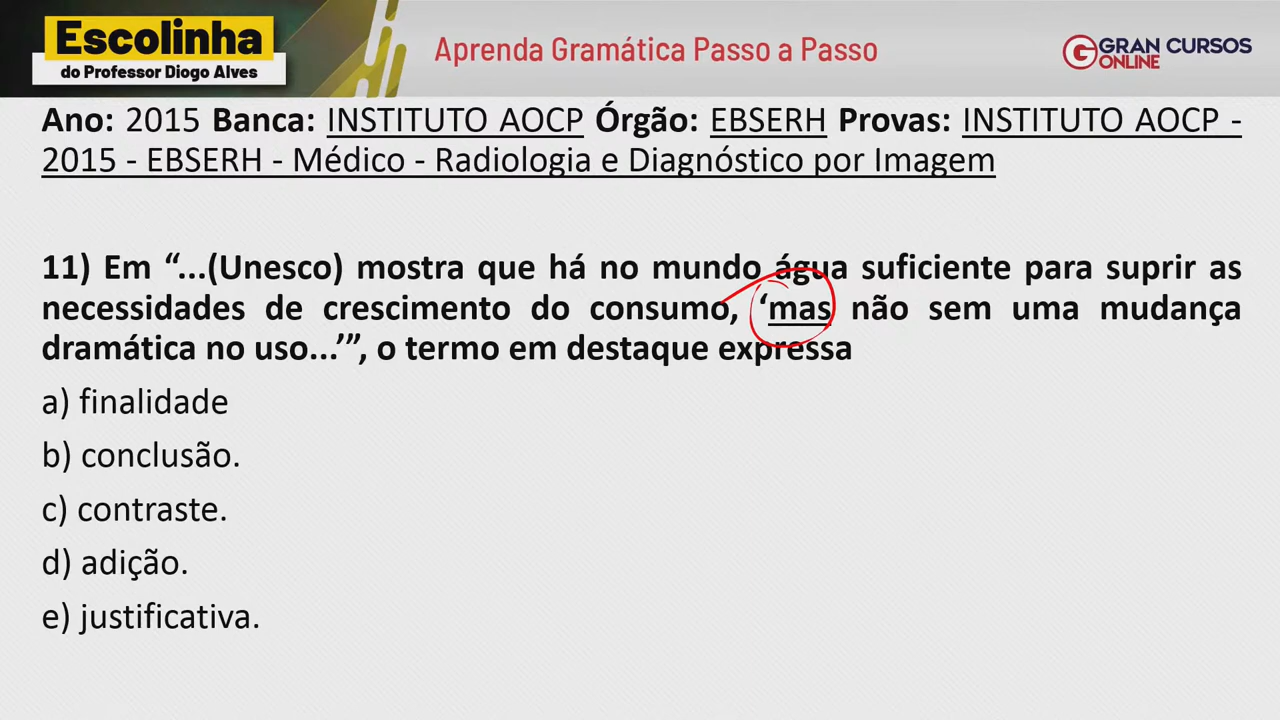 Escolinha
do Professor Diogo Alves
Aprenda Gramática Passo a Passo
GRAN CURSOS
ONLINE
Ano: 2015 Banca: INSTITUTO AOCP Órgão: EBSERH Provas: INSTITUTO AOCP -
2015 - EBSERH - Médico - Radiologia e Diagnóstico por Imagem
11) Em “...(Unesco) mostra que há no mundo água suficiente para suprir as
necessidades de crescimento do consumo, ‘mas não sem uma mudança
dramática no uso...’”, o termo em destaque expressa
a) finalidade
b) conclusão.
c) contraste.
d) adição.
e) justificativa.